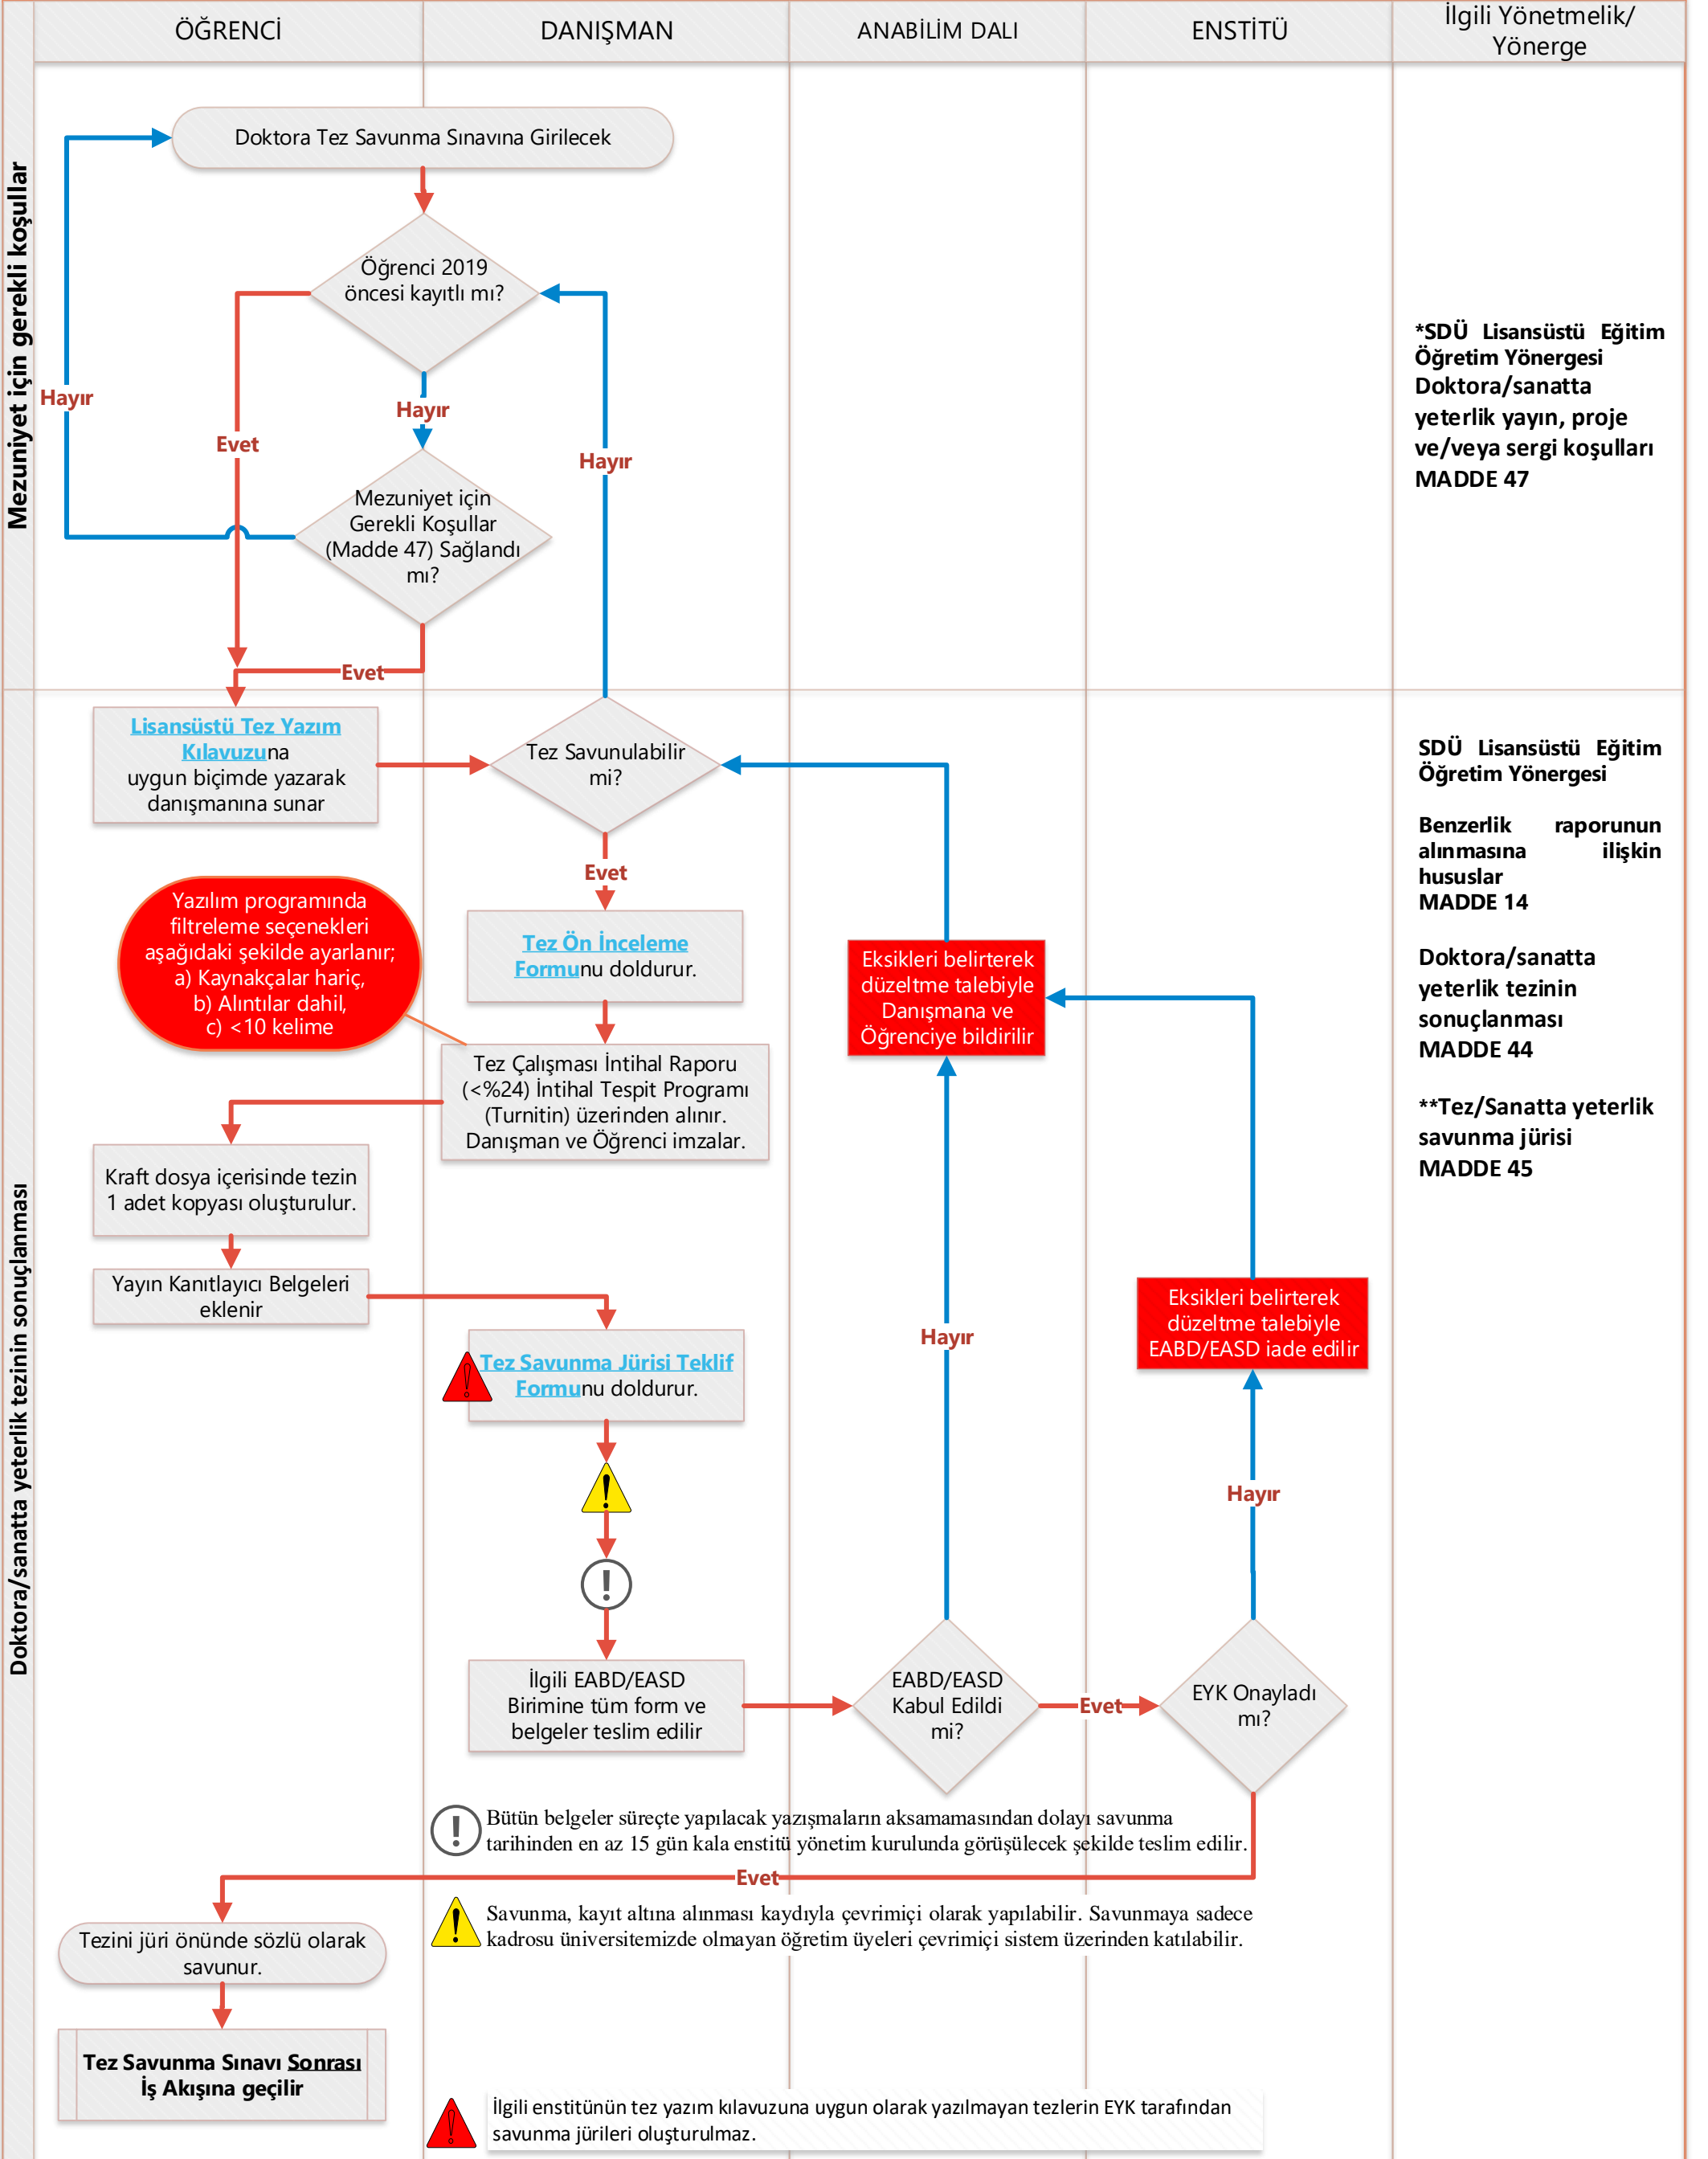 ÖĞRENCİ
DANIŞMAN
ANABİLİM DALI
ENSTİTÜ
İlgili Yönetmelik/
Yönerge
Mezuniyet için gerekli koşullar
Doktora Tez Savunma Sınavına Girilecek
Öğrenci 2019
öncesi kayıtlı mı?
Hayır
Hayır
Evet
Hayır
Mezuniyet için
Gerekli Koşullar
(Madde 47) Sağlandı
mı?
Evet
*SDÜ Lisansüstü Eğitim
Öğretim Yönergesi
Doktora/sanatta
yeterlik yayın, proje
ve/veya sergi koşulları
MADDE 47
Doktora/sanatta yeterlik tezinin sonuçlanması
Lisansüstü Tez Yazım
Kılavuzuna
uygun biçimde yazarak
danışmanına sunar
Tez Savunulabilir
mi?
Evet
Yazılım programında
filtreleme seçenekleri
aşağıdaki şekilde ayarlanır;
a) Kaynakçalar hariç,
b) Alıntılar dahil,
c) <10 kelime
Tez Ön İnceleme
Formunu doldurur.
Eksikleri belirterek
düzeltme talebiyle
Danışmana ve
Öğrenciye bildirilir
Tez Çalışması İntihal Raporu
(<%24) İntihal Tespit Programı
(Turnitin) üzerinden alınır.
Danışman ve Öğrenci imzalar.
Kraft dosya içerisinde tezin
1 adet kopyası oluşturulur.
Yayın Kanıtlayıcı Belgeleri
eklenir
Tez Savunma Jürisi Teklif
Formunu doldurur.
Hayır
Eksikleri belirterek
düzeltme talebiyle
EABD/EASD iade edilir
Hayır
İlgili EABD/EASD
Birimine tüm form ve
belgeler teslim edilir
EABD/EASD
Kabul Edildi
mi?
Evet
EYK Onayladı
mı?
SDÜ Lisansüstü Eğitim
Öğretim Yönergesi
Benzerlik raporunun
alınmasına ilişkin
hususlar
MADDE 14
Doktora/sanatta
yeterlik tezinin
sonuçlanması
MADDE 44
**Tez/Sanatta yeterlik
savunma jürisi
MADDE 45
Bütün belgeler süreçte yapılacak yazışmaların aksamamasından dolayı savunma
tarihinden en az 15 gün kala enstitü yönetim kurulunda görüşülecek şekilde teslim edilir.
Evet
Savunma, kayıt altına alınması kaydıyla çevrimiçi olarak yapılabilir. Savunmaya sadece
kadrosu üniversitemizde olmayan öğretim üyeleri çevrimiçi sistem üzerinden katılabilir.
Tezini jüri önünde sözlü olarak
savunur.
Tez Savunma Sınavı Sonrası
İş Akışına geçilir
İlgili enstitünün tez yazım kılavuzuna uygun olarak yazılmayan tezlerin EYK tarafından
savunma jürileri oluşturulmaz.